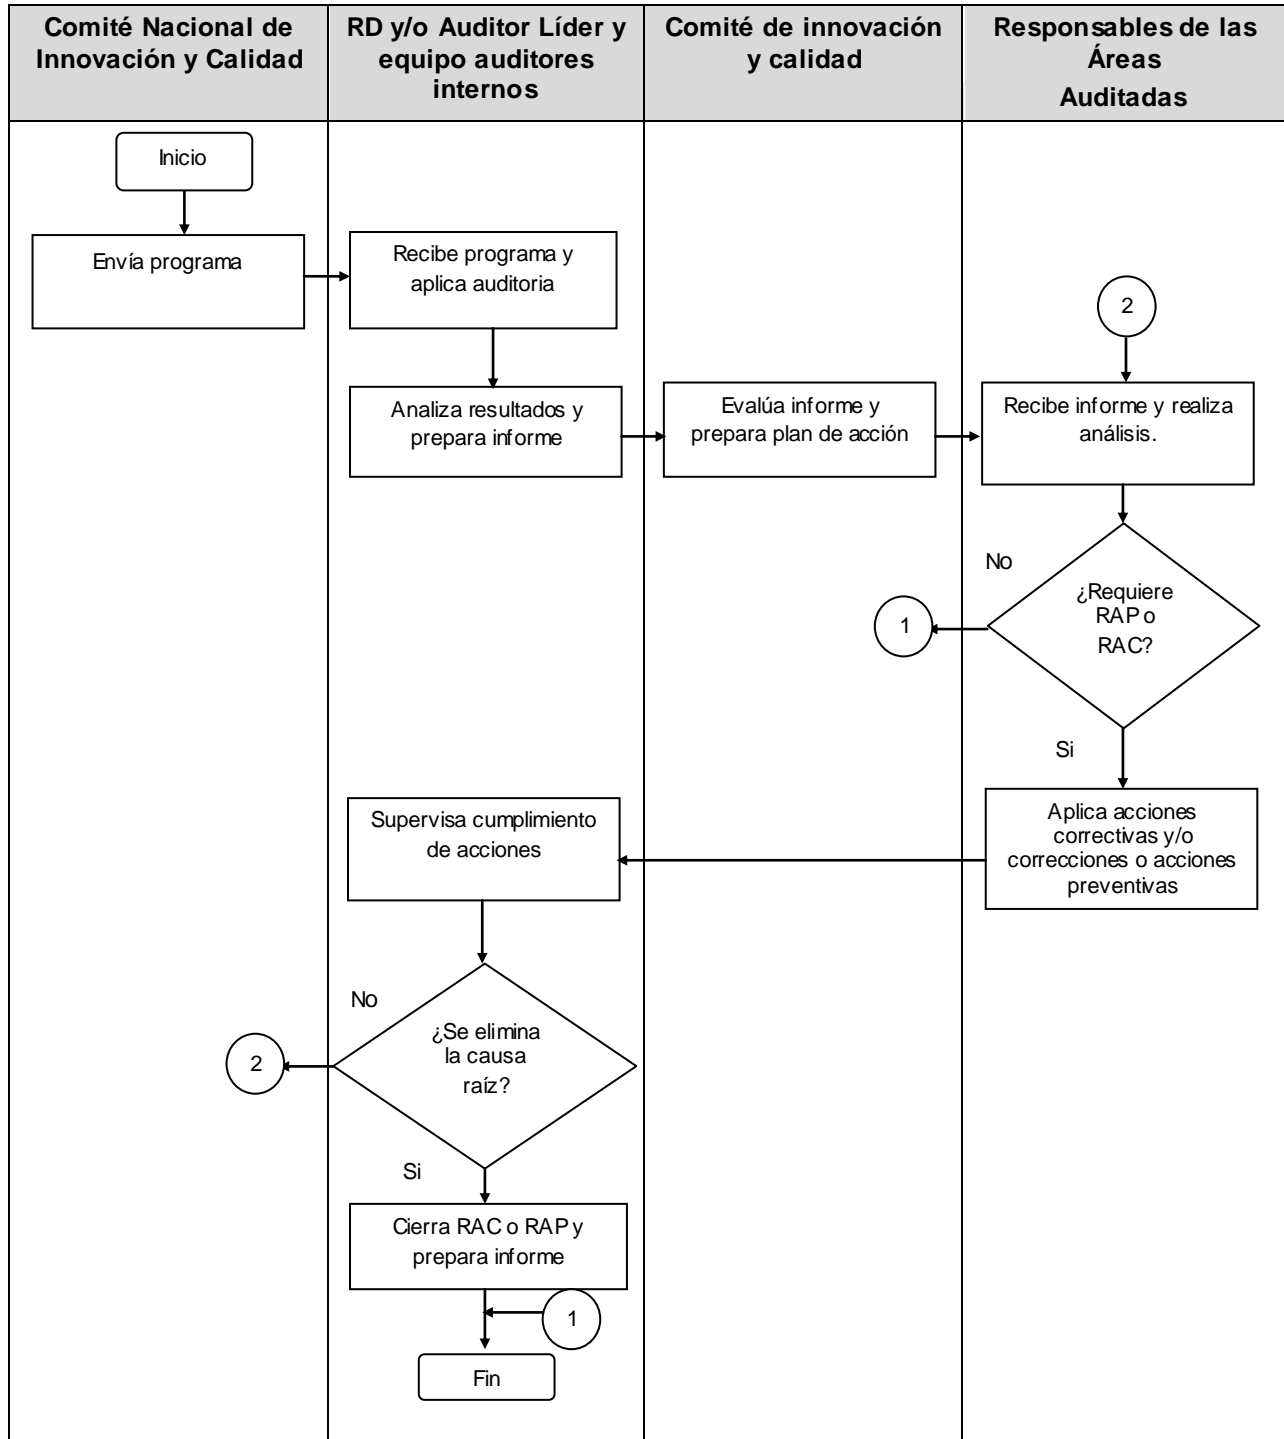 Comité Nacional de
Innovación y Calidad
RD y/o Auditor Líder y
equipo auditores
internos
Comité de innovación
y calidad
Responsables de las
Áreas
Auditadas
Inicio
Envía programa
Recibe programa y
aplica auditoria
2
Analiza resultados y
prepara informe
Evalúa informe y
prepara plan de acción
Recibe informe y realiza
análisis.
No
¿Requiere
RAP o
RAC?
1
Si
Aplica acciones
correctivas y/o
correcciones o acciones
preventivas
Supervisa cumplimiento
de acciones
No
¿Se elimina
la causa
raíz?
2
Si
Cierra RAC o RAP y
prepara informe
1
Fin